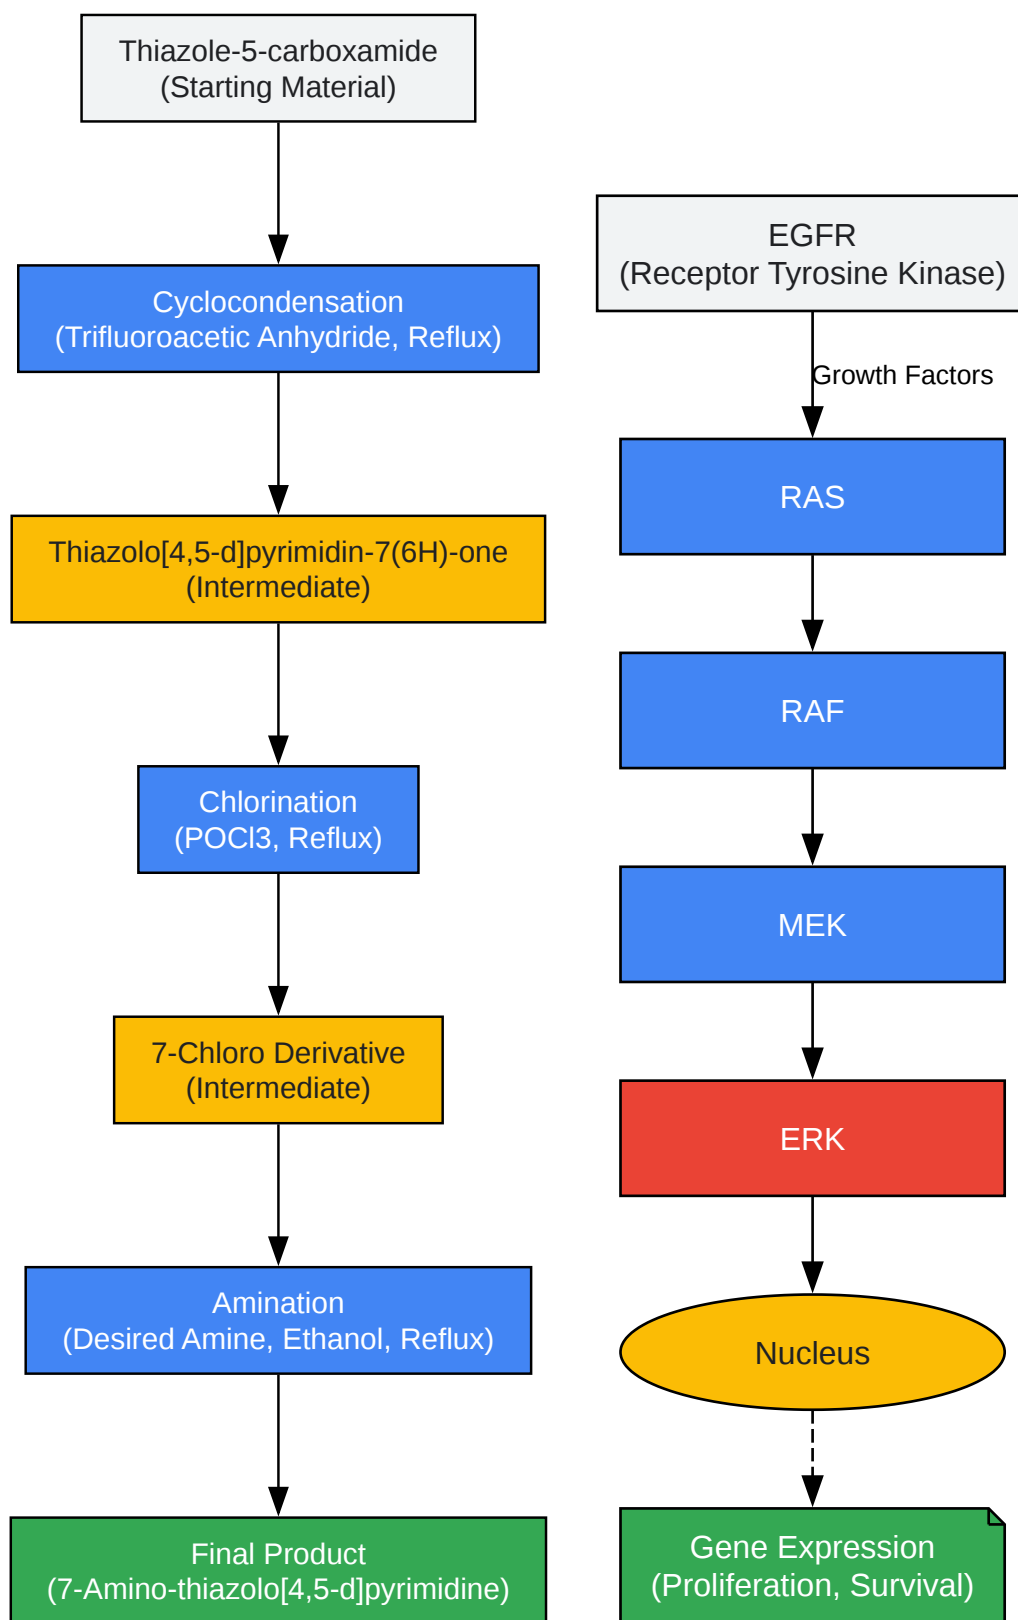 Thiazole-5-carboxamide
(Starting Material)
Cyclocondensation
(Trifluoroacetic Anhydride, Reflux)
Thiazolo[4,5-d]pyrimidin-7(6H)-one
(Intermediate)
Chlorination
(POCl3, Reflux)
7-Chloro Derivative
(Intermediate)
Amination
(Desired Amine, Ethanol, Reflux)
Final Product
(7-Amino-thiazolo[4,5-d]pyrimidine)
EGFR
(Receptor Tyrosine Kinase)
Growth Factors
RAS
RAF
MEK
ERK
Nucleus
Gene Expression
(Proliferation, Survival)